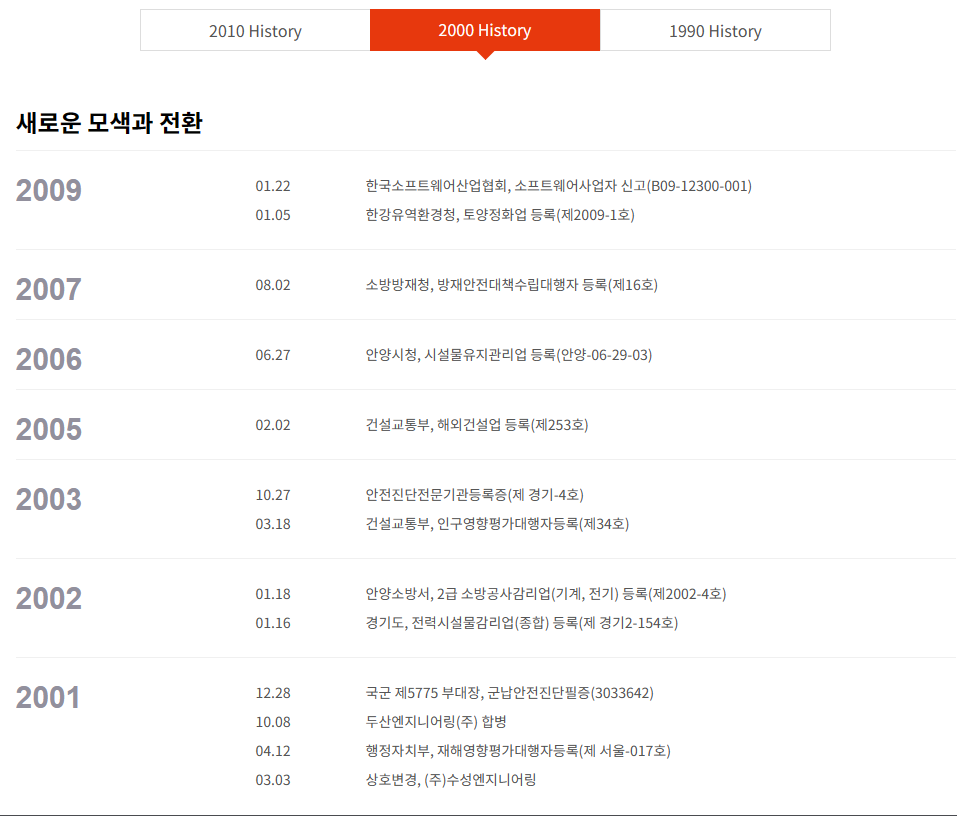 2010 History 2000 History 1990 History
새로운 모색과 전환
2009 01.22 한국소프트웨어산업협회, 소프트웨어사업자 신고(B09-12300-001)
01.05 한강유역환경청, 토양정화업 등록(제2009-1호)
2007 08.02 소방방재청, 방재안전대책수립대행자 등록(제16호)
2006 06.27 안양시청, 시설물유지관리업 등록(안양-06-29-03)
2005 02.02 건설교통부, 해외건설업 등록(제253호)
2003 10.27 안전진단전문기관등록증(제 경기-4호)
03.18 건설교통부, 인구영향평가대행자등록(제34호)
2002 01.18 안양소방서, 2급 소방공사감리업(기계, 전기) 등록(제2002-4호)
01.16 경기도, 전력시설물감리업(종합) 등록(제 경기2-154호)
2001 12.28 국군 제5775 부대장, 군납안전진단필증(3033642)
10.08 두산엔지니어링(주) 합병
04.12 행정자치부, 재해영향평가대행자등록(제 서울-017호)
03.03 상호변경, (주)수성엔지니어링